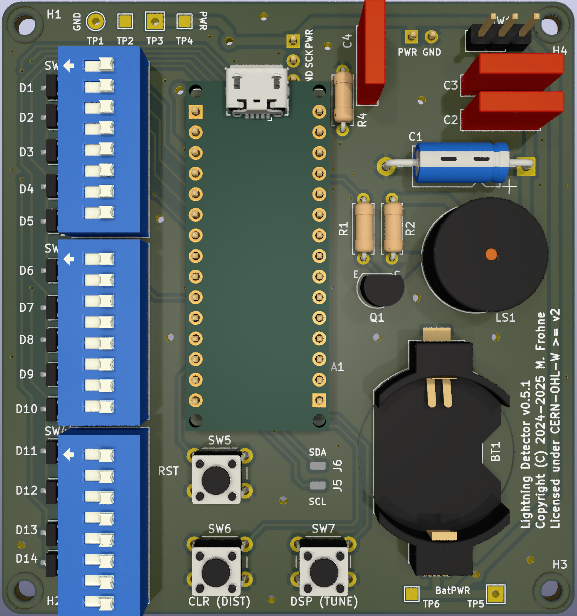 H1
GND
TP1
TP2
TP3
TP4
PWR
PWR
SCK
ND
C4
R4
PWR GND
SW
H4
C3
C2
C1
+
SW
D1
D2
D3
D4
D5
SW
D6
D7
D8
D9
D10
SW
D11
D12
D13
D14
H2
R1
R2
E
C
Q1
LS1
A1
BT1
SW5
RST
SDA
J6
J5
SCL
SW6
CLR (DIST)
SW7
DSP (TUNE)
Lightning Detector v0.5.1
Copyright (C) 2024-2025 M. Frohne
Licensed under CERN-OHL-W >= v2
H3
BatPWR
TP6
TP5